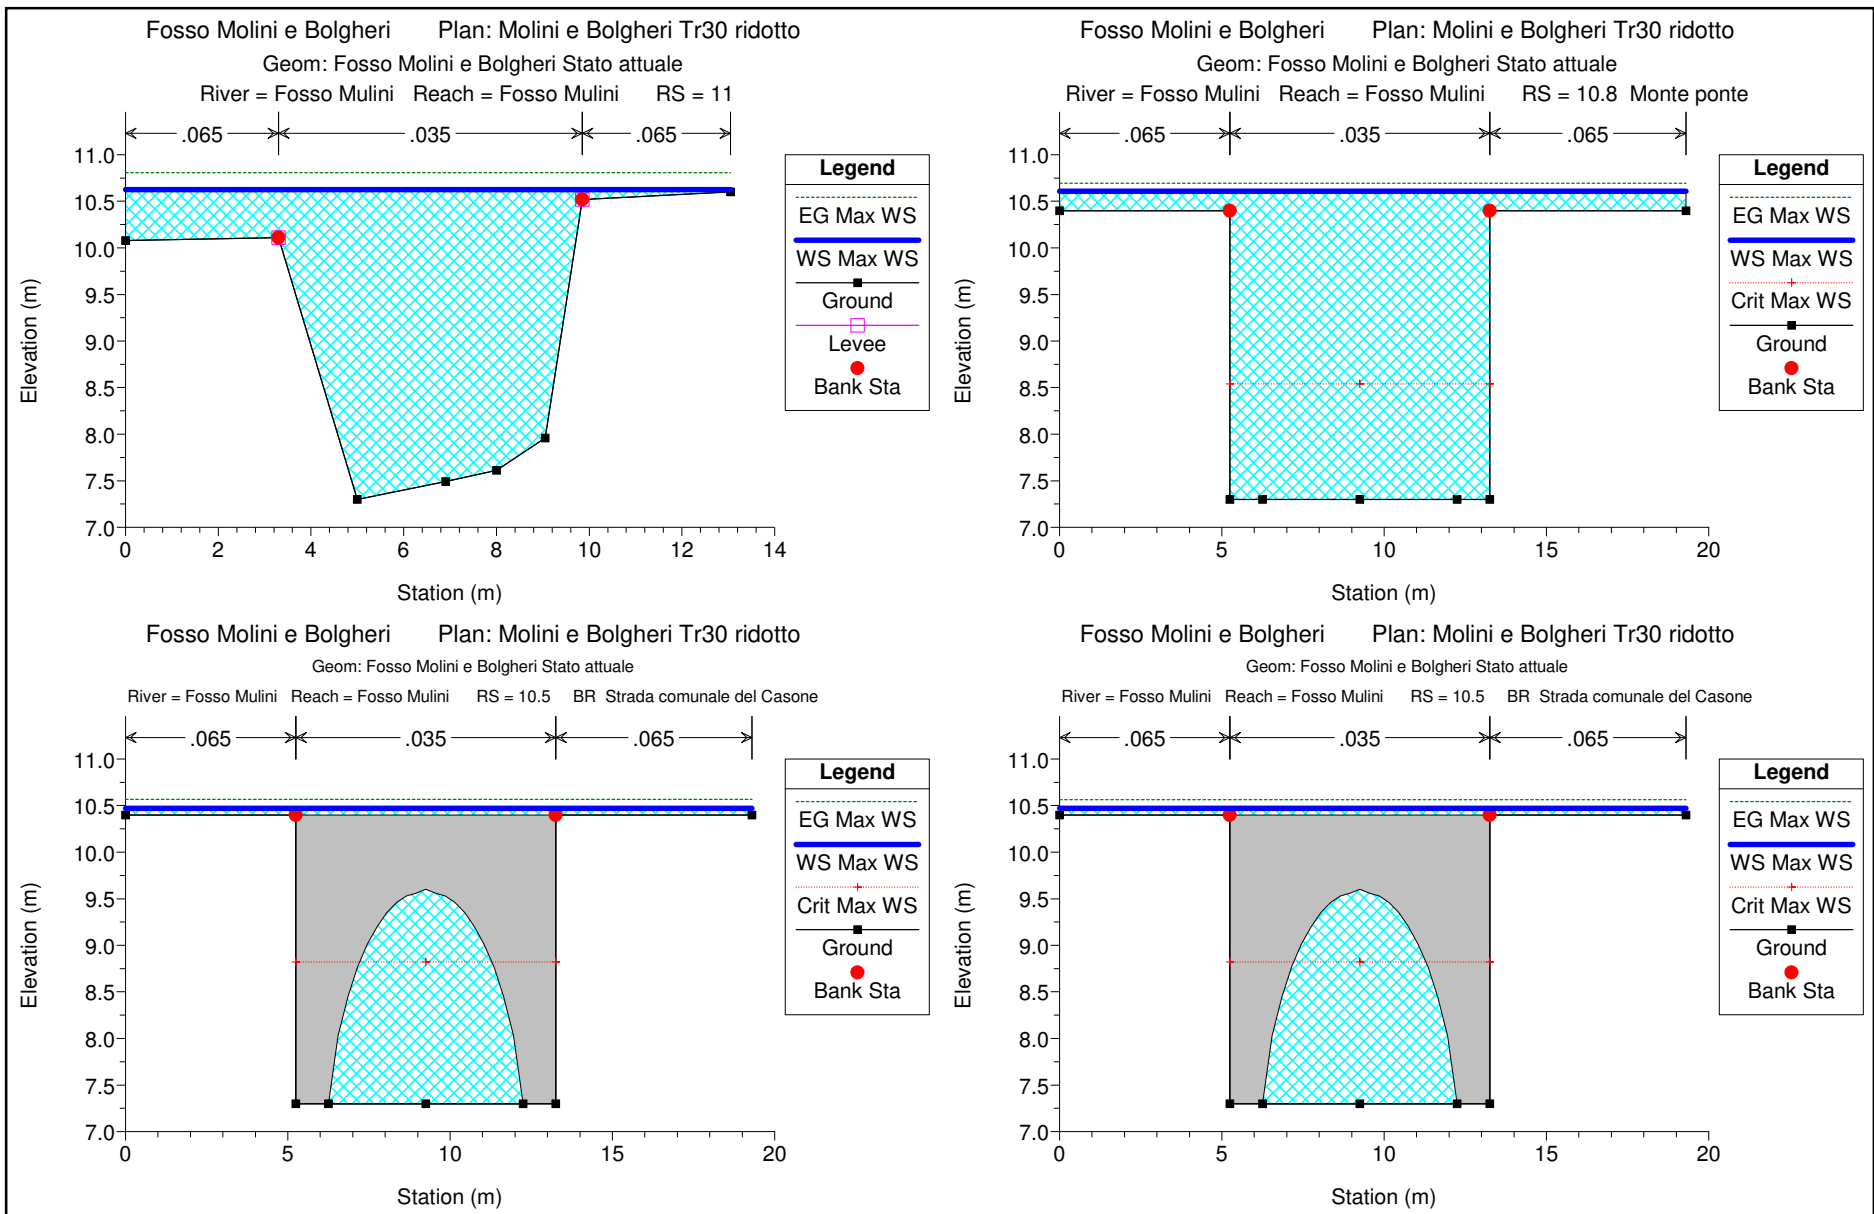 Fosso Molini e Bolgheri Plan: Molini e Bolgheri Tr30 ridotto
Geom: Fosso Molini e Bolgheri Stato attuale
River = Fosso Mulini Reach = Fosso Mulini RS = 11
.065 .035 .065
11.0
10.5
10.0
9.5
9.0
8.5
8.0
7.5
7.0
Elevation (m)
0 2 4 6 8 10 12 14
Station (m)
Legend
EG Max WS
WS Max WS
Ground
Levee
Bank Sta
Fosso Molini e Bolgheri Plan: Molini e Bolgheri Tr30 ridotto
Geom: Fosso Molini e Bolgheri Stato attuale
River = Fosso Mulini Reach = Fosso Mulini RS = 10.8 Monte ponte
.065 .035 .065
11.0
10.5
10.0
9.5
9.0
8.5
8.0
7.5
7.0
Elevation (m)
0 5 10 15 20
Station (m)
Legend
EG Max WS
WS Max WS
Crit Max WS
Ground
Bank Sta
Fosso Molini e Bolgheri Plan: Molini e Bolgheri Tr30 ridotto
Geom: Fosso Molini e Bolgheri Stato attuale
River = Fosso Mulini Reach = Fosso Mulini RS = 10.5 BR Strada comunale del Casone
.065 .035 .065
11.0
10.5
10.0
9.5
9.0
8.5
8.0
7.5
7.0
Elevation (m)
0 5 10 15 20
Station (m)
Legend
EG Max WS
WS Max WS
Crit Max WS
Ground
Bank Sta
Fosso Molini e Bolgheri Plan: Molini e Bolgheri Tr30 ridotto
Geom: Fosso Molini e Bolgheri Stato attuale
River = Fosso Mulini Reach = Fosso Mulini RS = 10.5 BR Strada comunale del Casone
.065 .035 .065
11.0
10.5
10.0
9.5
9.0
8.5
8.0
7.5
7.0
Elevation (m)
0 5 10 15 20
Station (m)
Legend
EG Max WS
WS Max WS
Crit Max WS
Ground
Bank Sta